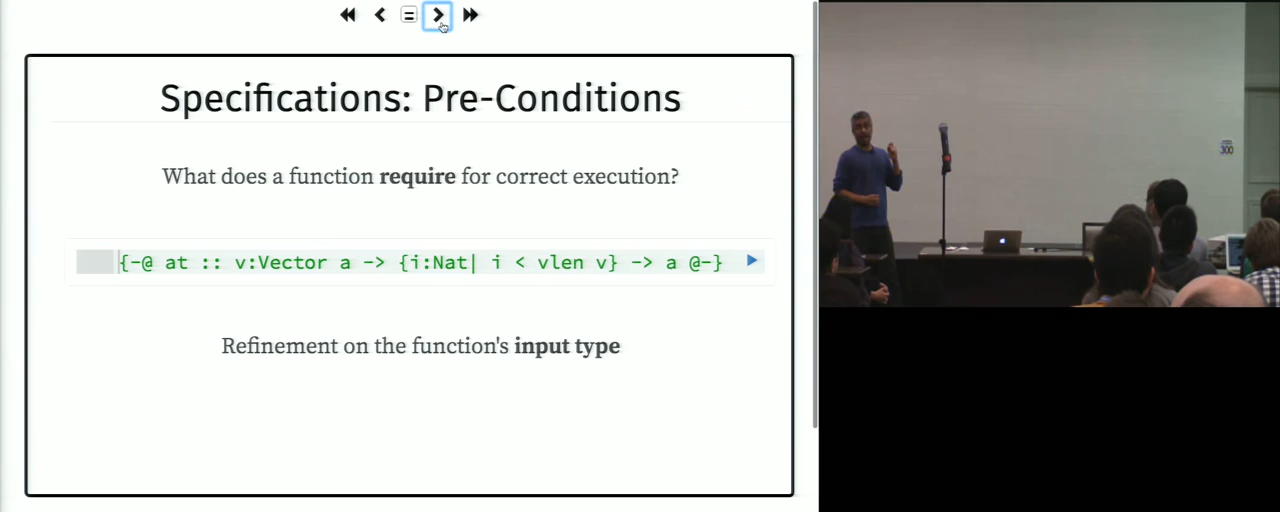 Specifications: Pre-Conditions
What does a function require for correct execution?
{-@ at :: v:Vector a -> {i:Nat| i < vlen v} -> a @-}
Refinement on the function's input type
300